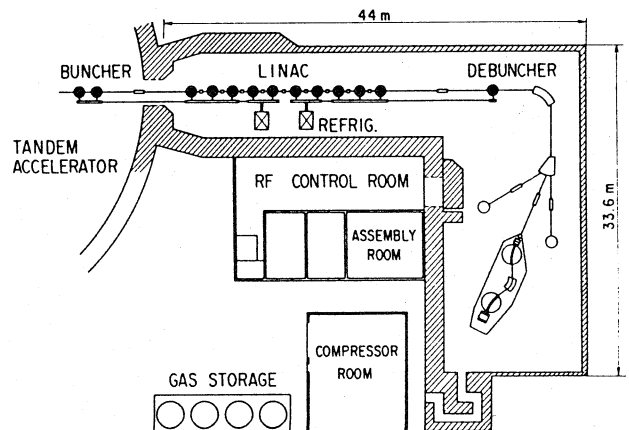 44 m
BUNCHER
LINAC
DEBUNCHER
REFRIG.
TANDEM
ACCELERATOR
RF CONTROL ROOM
33.6 m
ASSEMBLY
ROOM
COMPRESSOR
ROOM
GAS STORAGE